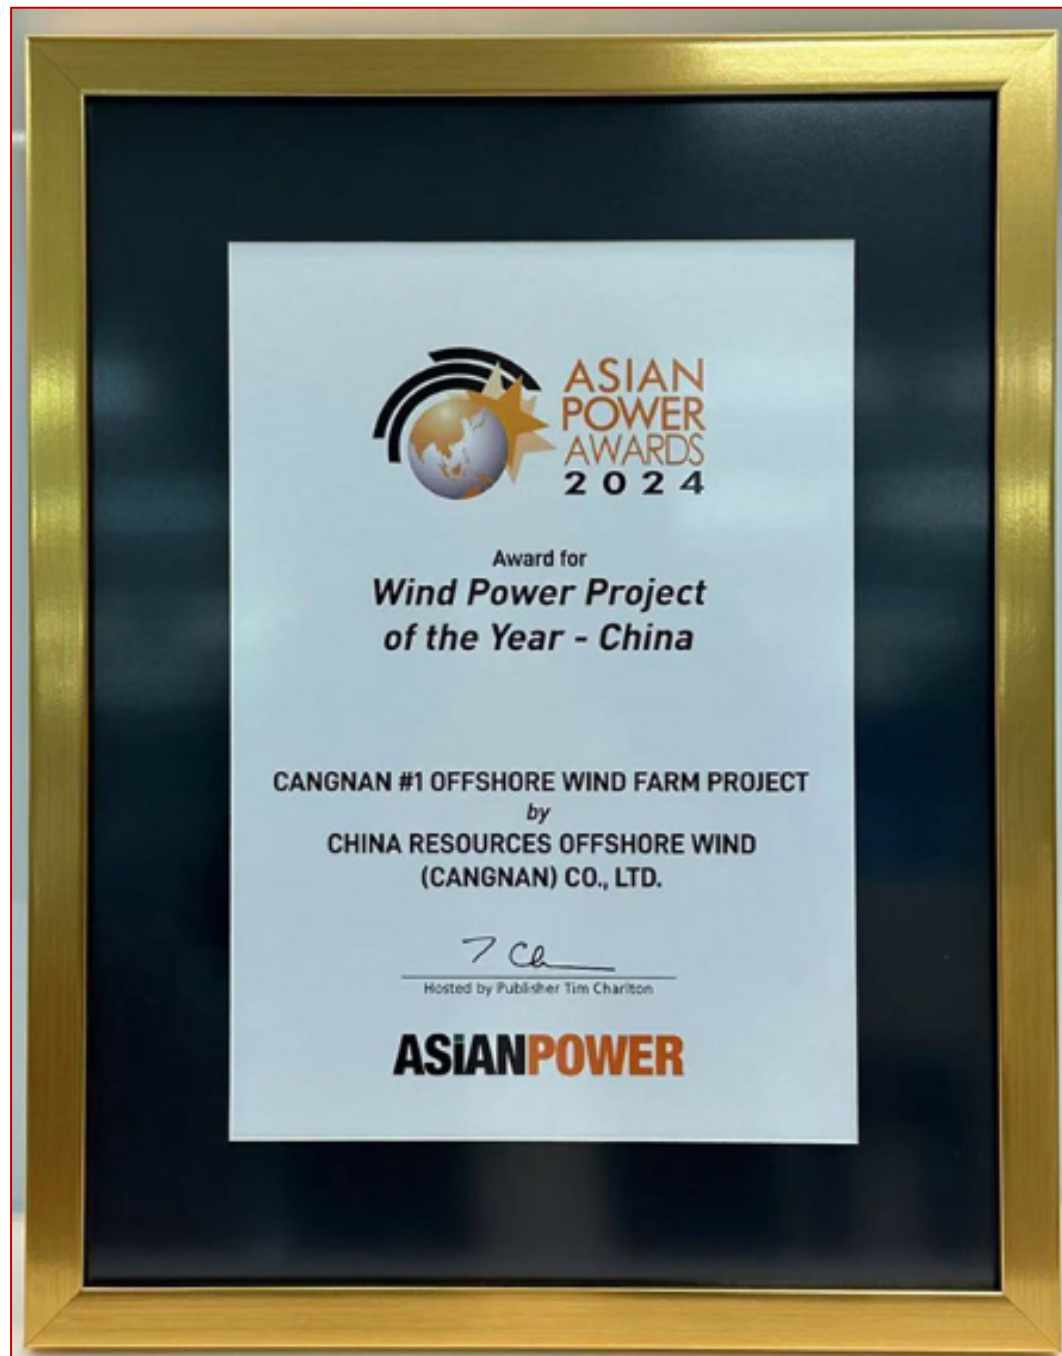 ASIAN
POWER
AWARDS
2024
Award for
Wind Power Project
of the Year - China
CANGNAN #1 OFFSHORE WIND FARM PROJECT
by
CHINA RESOURCES OFFSHORE WIND
(CANGNAN) CO., LTD.
Hosted by Publisher Tim Charlton
ASiANPOWER